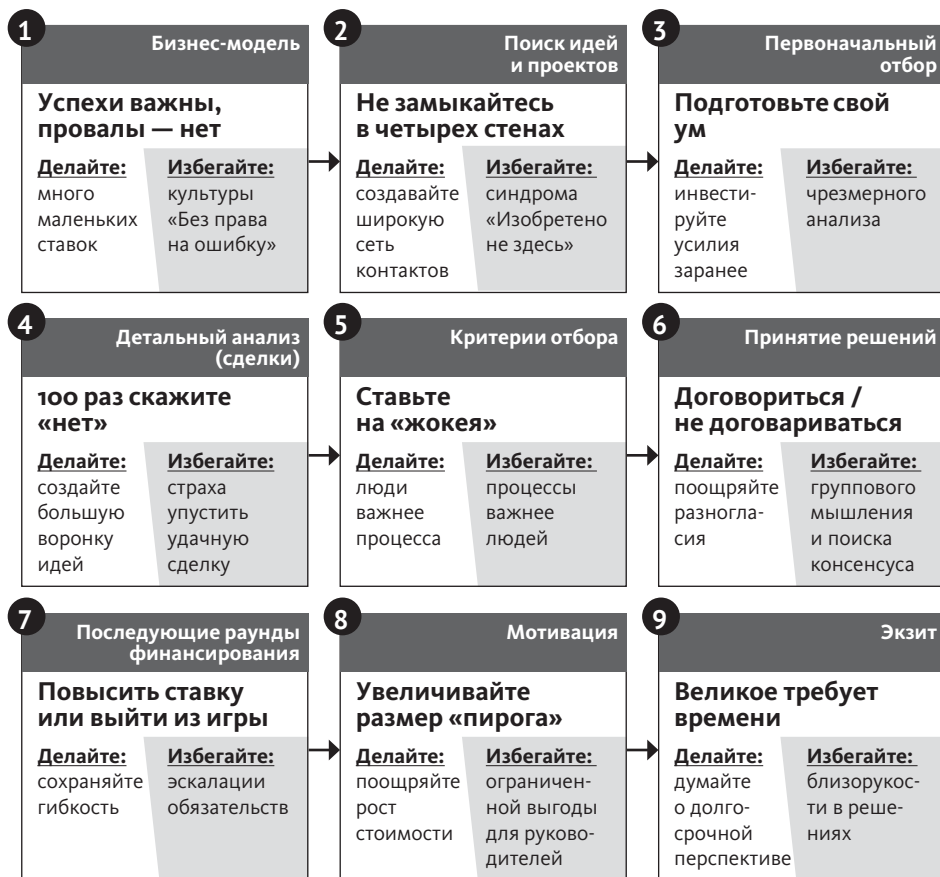 1
Бизнес-модель
Успехи важны,
провалы — нет
Делайте:
много
маленьких
ставок
Избегайте:
культуры
«Без права
на ошибку»
2
Поиск идей
и проектов
Не замыкайтесь
в четырех стенах
Делайте:
создавайте
широкую
сеть
контактов
Избегайте:
синдрома
«Изобретено
не здесь»
3
Первоначальный
отбор
Подготовьте свой
ум
Делайте:
инвести-
руйте
усилия
заранее
Избегайте:
чрезмерного
анализа
4
Детальный анализ
(сделки)
100 раз скажите
«нет»
Делайте:
создайте
большую
воронку
идей
Избегайте:
страха
упустить
удачную
сделку
5
Критерии отбора
Ставьте
на «жокея»
Делайте:
люди
важнее
процесса
Избегайте:
процессы
важнее
людей
6
Принятие решений
Договориться /
не договариваться
Делайте:
поощряйте
разногла-
сия
Избегайте:
группового
мышления
и поиска
консенсуса
7
Последующие раунды
финансирования
Повысить ставку
или выйти из игры
Делайте:
сохраняйте
гибкость
Избегайте:
эскалации
обязательств
8
Мотивация
Увеличивайте
размер «пирога»
Делайте:
поощряйте
рост
стоимости
Избегайте:
ограничен-
ной выгоды
для руково-
дителей
9
Экзит
Великое требует
времени
Делайте:
думайте
о долго-
срочной
перспективе
Избегайте:
близорукос-
ти в реше-
ниях